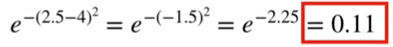 e^{-(2.5-4)^2} = e^{-(-1.5)^2} = e^{-2.25} = 0.11